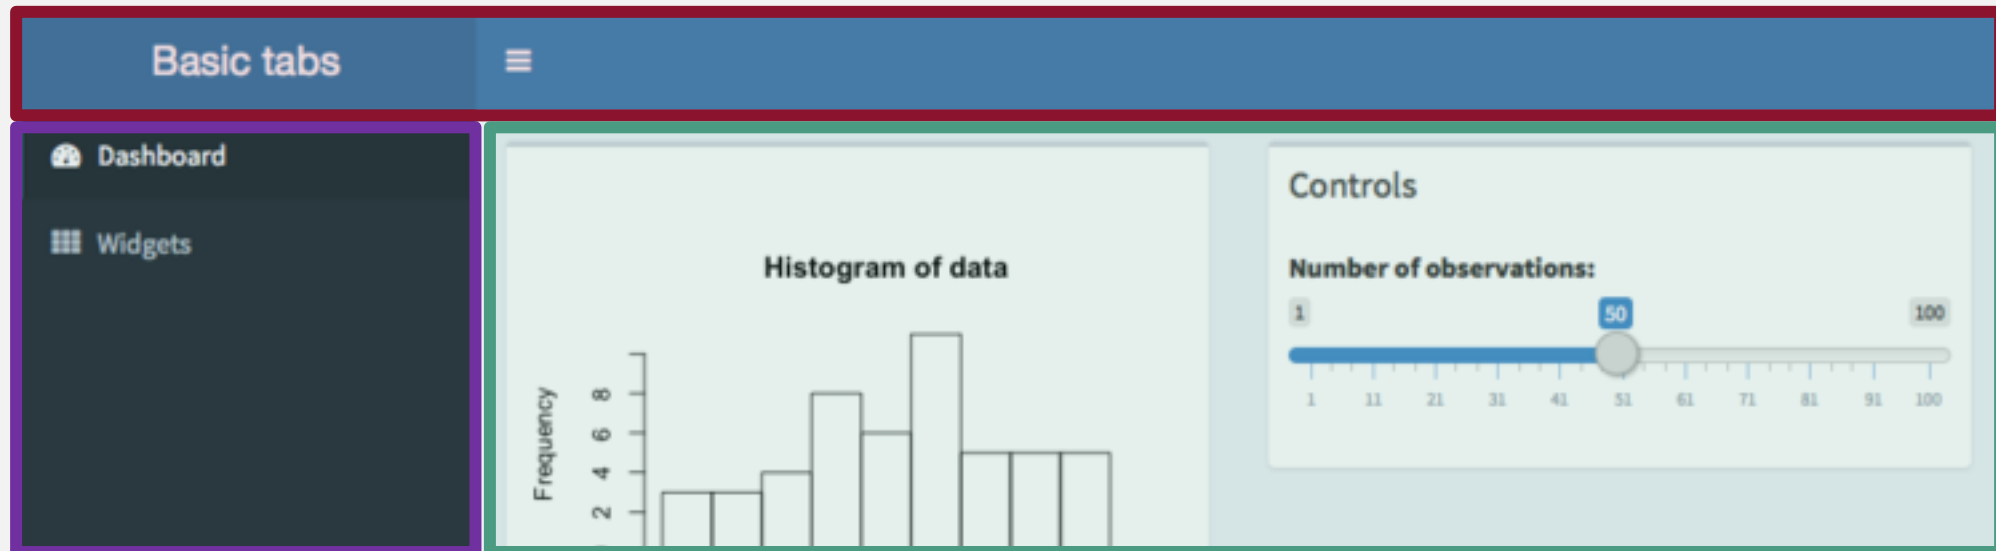 Basic tabs
Dashboard
Widgets
Histogram of data
Frequency
8
6
4
2
Controls
Number of observations:
1 50 100
1 11 21 31 41 51 61 71 81 91 100